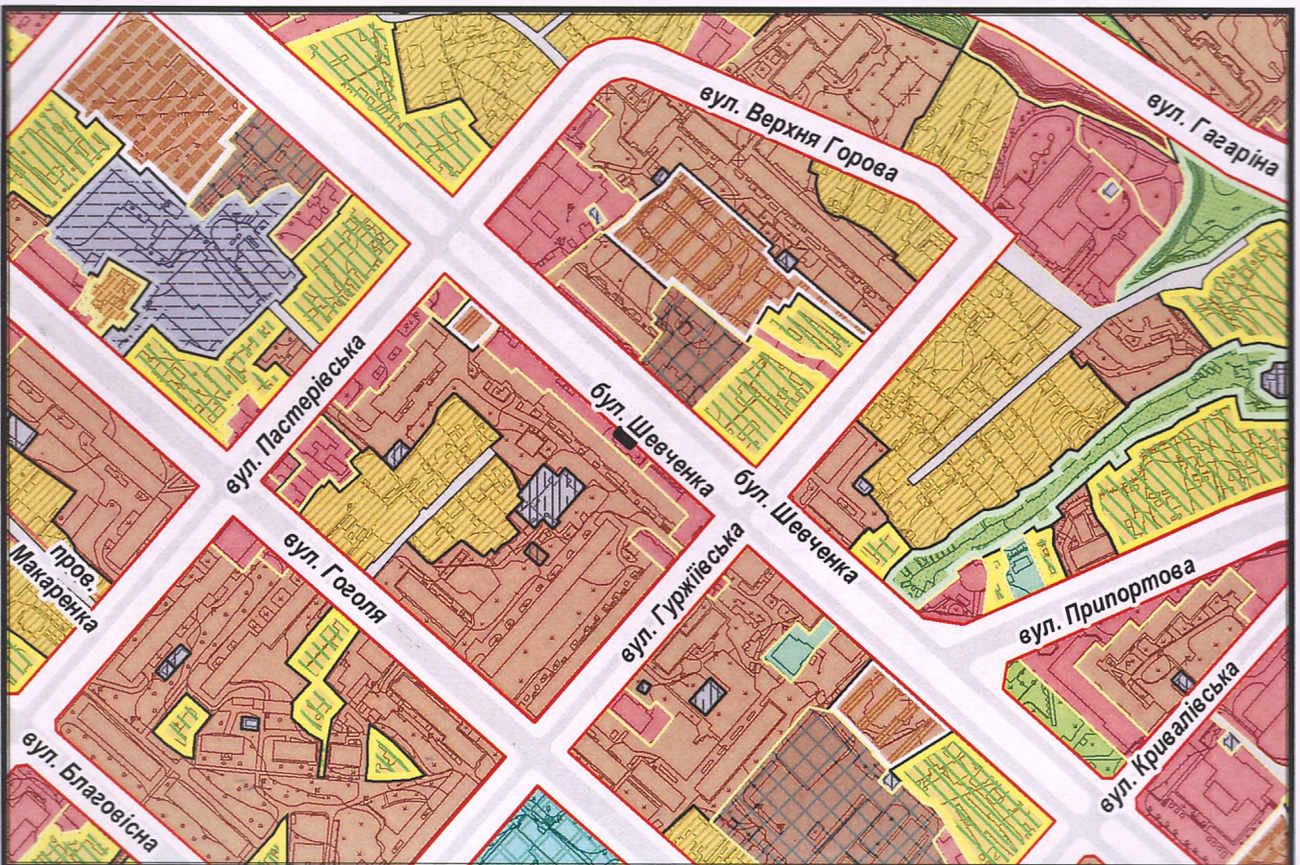 вул. Гагаріна
вул. Верхня Горова
вул. Пастерівська
бул. Шевченка
бул. Шевченка
вул. Гоголя
вул. Гуржіївська
пров.
Макаренка
вул. Припортова
вул. Кривалівська
вул. Благовісна